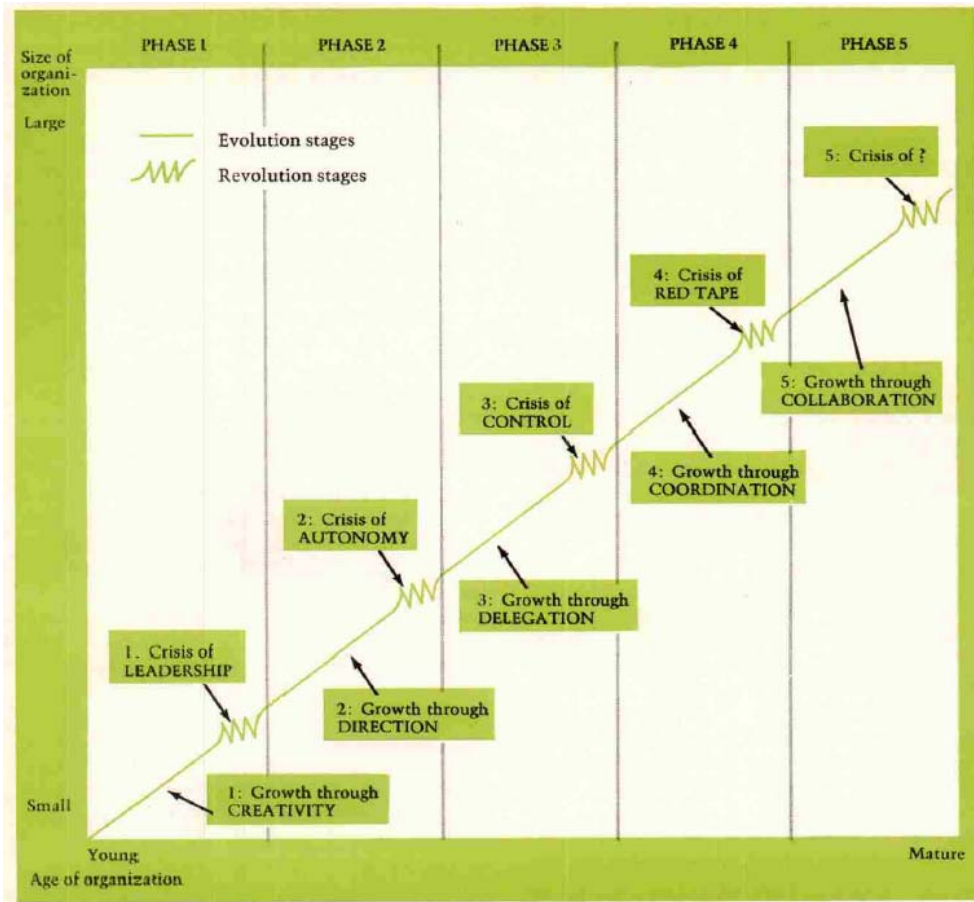 PHASE 1
PHASE 2
PHASE 3
PHASE 4
PHASE 5
Size of
organi-
zation
Large
Evolution stages
Revolution stages
5: Crisis of ?
4: Crisis of
RED TAPE
5: Growth through
COLLABORATION
3: Crisis of
CONTROL
4: Growth through
COORDINATION
2: Crisis of
AUTONOMY
3: Growth through
DELEGATION
1. Crisis of
LEADERSHIP
2: Growth through
DIRECTION
1: Growth through
CREATIVITY
Small
Young
Mature
Age of organization